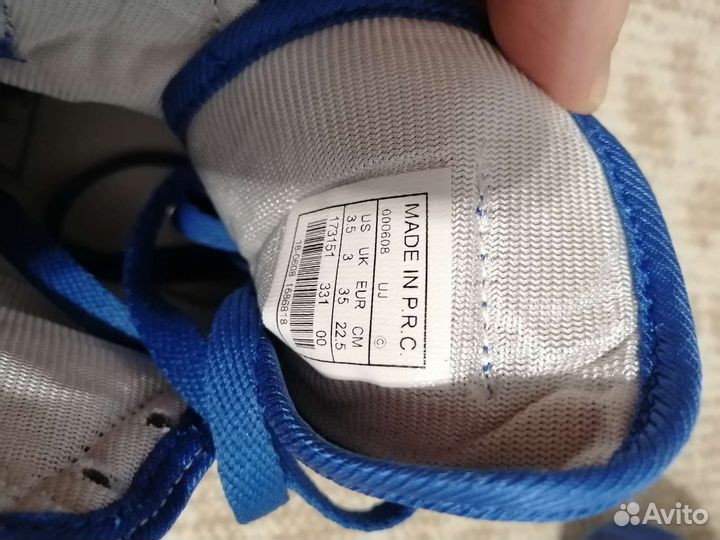 MADE IN P.R.C.
000608 UJ ©
US UK EUR CM
3.5 3 35 22.5
173151 331 00
Avito